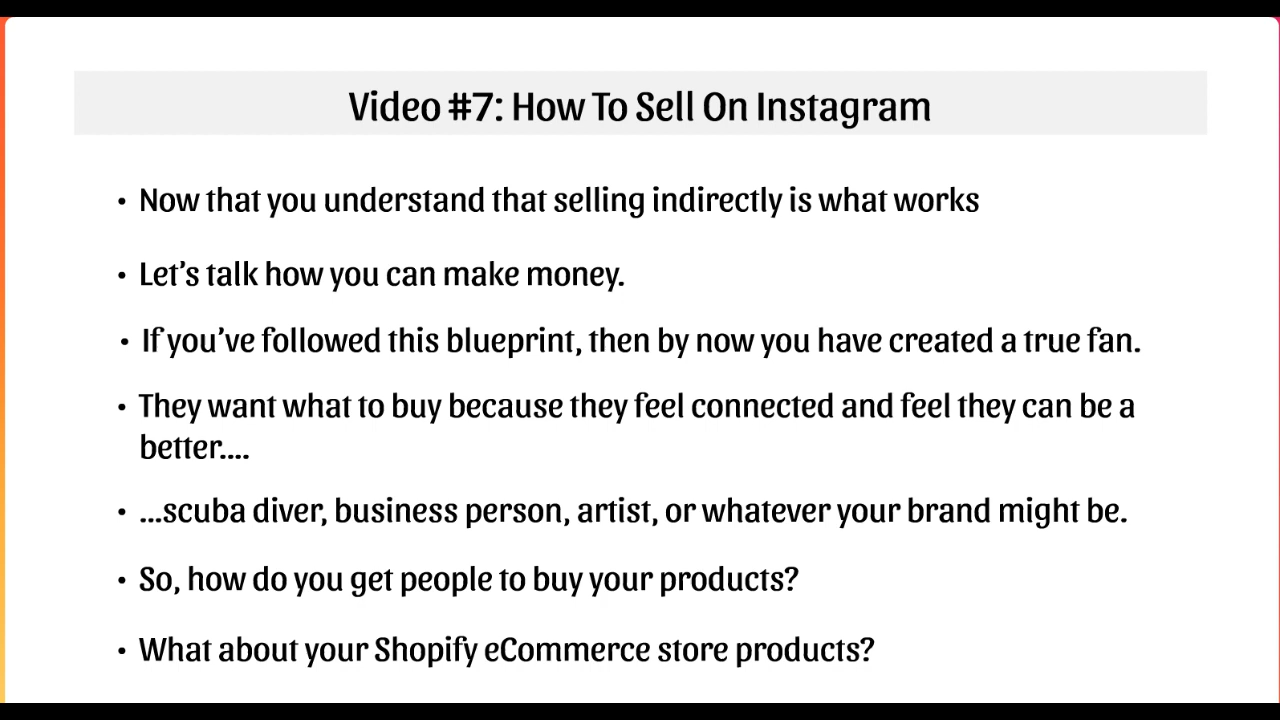 Video #7: How To Sell On Instagram
• Now that you understand that selling indirectly is what works
• Let's talk how you can make money.
• If you've followed this blueprint, then by now you have created a true fan.
• They want what to buy because they feel connected and feel they can be a
better....
• ...scuba diver, business person, artist, or whatever your brand might be.
• So, how do you get people to buy your products?
• What about your Shopify eCommerce store products?